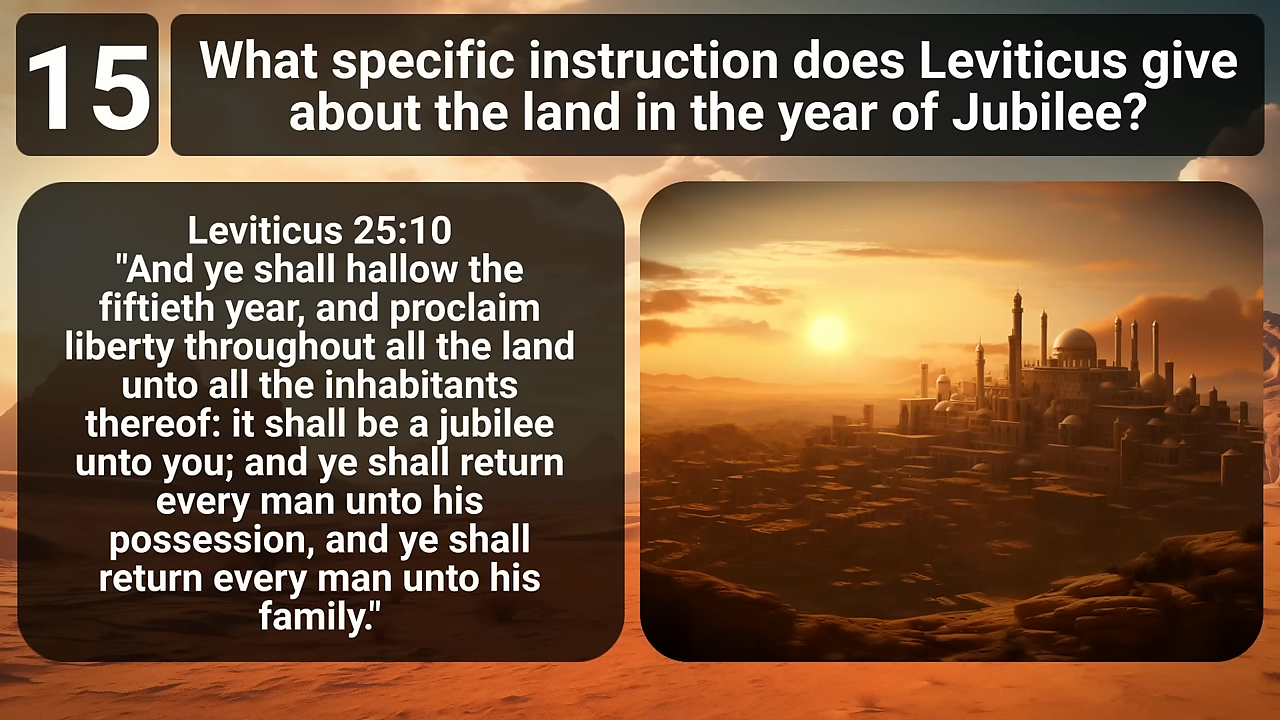 15
What specific instruction does Leviticus give
about the land in the year of Jubilee?
Leviticus 25:10
"And ye shall hallow the
fiftieth year, and proclaim
liberty throughout all the land
unto all the inhabitants
thereof: it shall be a jubilee
unto you; and ye shall return
every man unto his
possession, and ye shall
return every man unto his
family."